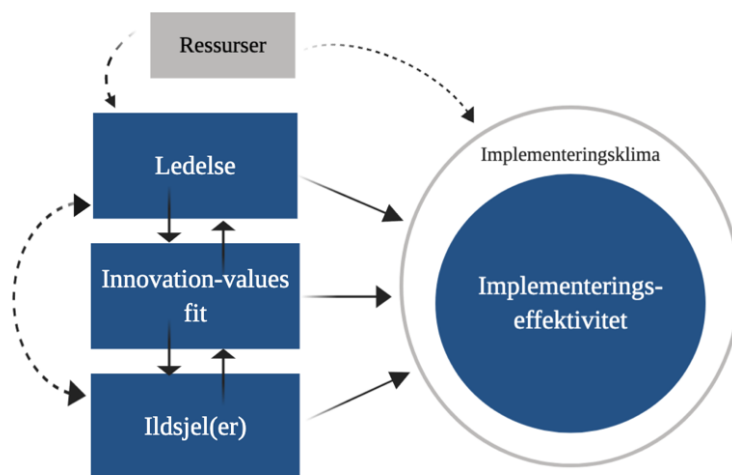 Ressurser
Ledelse
Innovation-values
fit
Ildsjel(er)
Implementeringsklima
Implementerings-
effektivitet